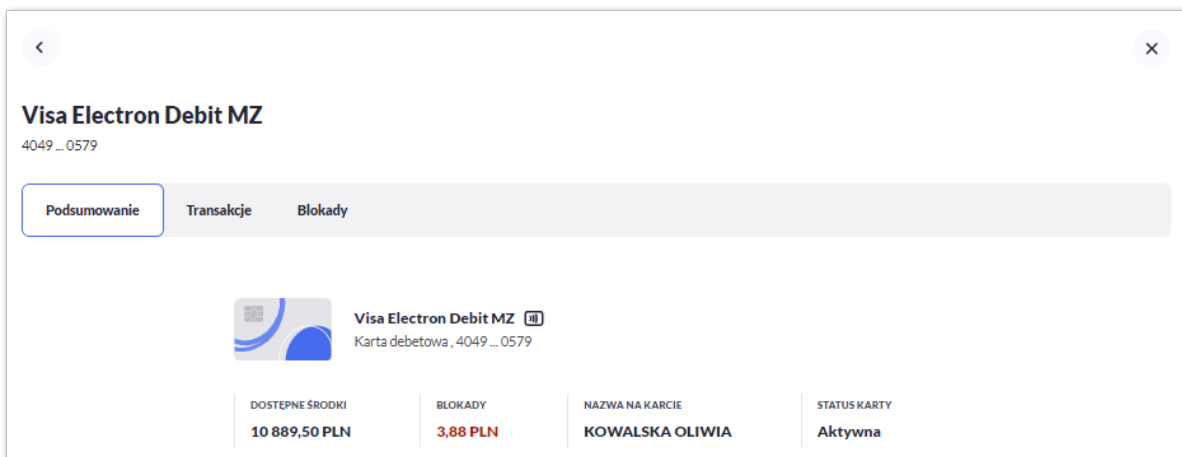 Visa Electron Debit MZ
4049 ... 0579
Podsumowanie Transakcje Blokady
Visa Electron Debit MZ
Karta debetowa , 4049 ... 0579
DOSTĘPNE ŚRODKI BLOKADY NAZWA NA KARCIE STATUS KARTY
10 889,50 PLN 3,88 PLN KOWALSKA OLIWIA Aktywna